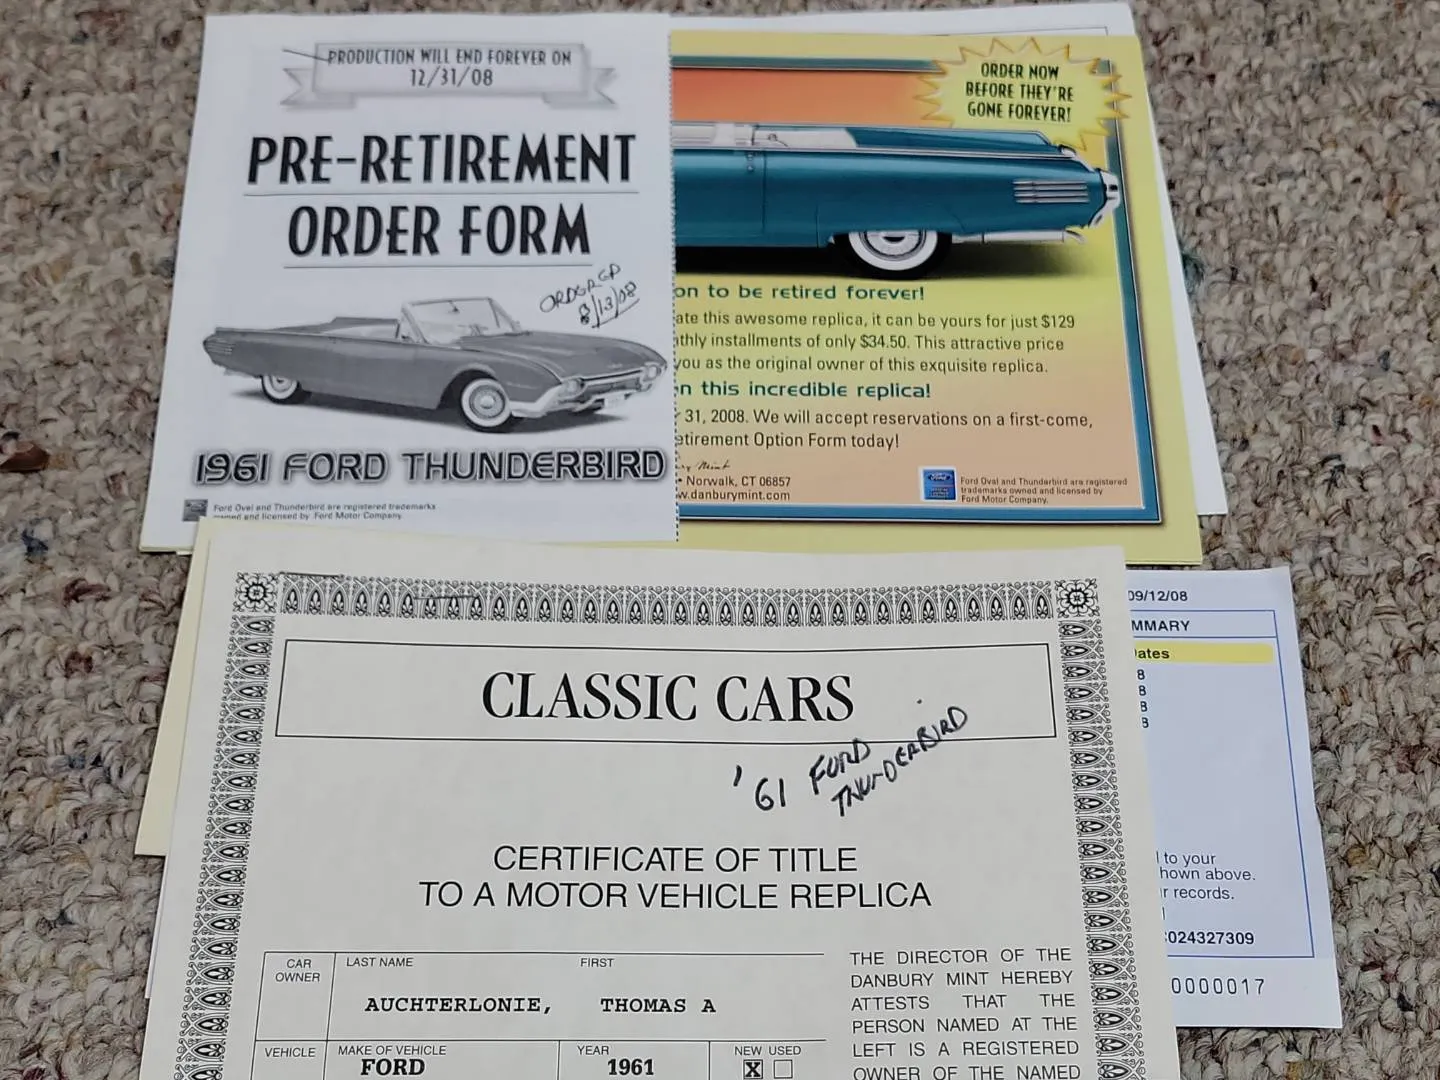 PRODUCTION WILL END FOREVER ON
12/31/08
PRE-RETIREMENT
ORDER FORM
8/13/08
1961 FORD THUNDERBIRD
Ford Oval and Thunderbird are registered trademarks
owned and licensed by Ford Motor Company.
ORDER NOW
BEFORE THEY'RE
GONE FOREVER!
on to be retired forever!
ate this awesome replica, it can be yours for just $129
thly installments of only $34.50. This attractive price
you as the original owner of this exquisite replica.
n this incredible replica!
31, 2008. We will accept reservations on a first-come,
etirement Option Form today!
Mint
• Norwalk, CT 06857
w.danburymint.com
Ford
Ford Oval and Thunderbird are registered
trademarks owned and licensed by
Ford Motor Company.
CLASSIC CARS
'61 FORD
THUNDERBIRD
CERTIFICATE OF TITLE
TO A MOTOR VEHICLE REPLICA
CAR
OWNER
LAST NAME FIRST
AUCHTERLONIE, THOMAS A
VEHICLE
MAKE OF VEHICLE YEAR NEW USED
FORD 1961 X
THE DIRECTOR OF THE
DANBURY MINT HEREBY
ATTESTS THAT THE
PERSON NAMED AT THE
LEFT IS A REGISTERED
OWNER OF THE NAMED
09/12/08
MMARY
ates
8
8
8
8
to your
hown above.
r records.
024327309
0000017